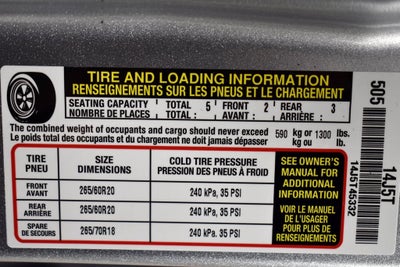 TIRE AND LOADING INFORMATION
RENSEIGNEMENTS SUR LES PNEUS ET LE CHARGEMENT
SEATING CAPACITY TOTAL 5 FRONT 2 REAR 3
NOMBRE DE PLACES : TOTAL : AVANT : ARRIÈRE :
The combined weight of occupants and cargo should never exceed 590 kg or 1300 lbs.
Le poids total des occupants et du chargement ne doit jamais dépasser kg ou lb.
TIRE
PNEU
SIZE
DIMENSIONS
COLD TIRE PRESSURE
PRESSION DES PNEUS À FROID
FRONT
AVANT
265/60R20
240 kPa, 35 PSI
REAR
ARRIÈRE
265/60R20
240 kPa, 35 PSI
SPARE
DE SECOURS
265/70R18
240 kPa, 35 PSI
SEE OWNER'S
MANUAL FOR
ADDITIONAL
INFORMATION
VOIR LE MANUEL
DE L'USAGER
POUR PLUS DE
RENSEIGNEMENTS
505
14J5T
14J5T45332